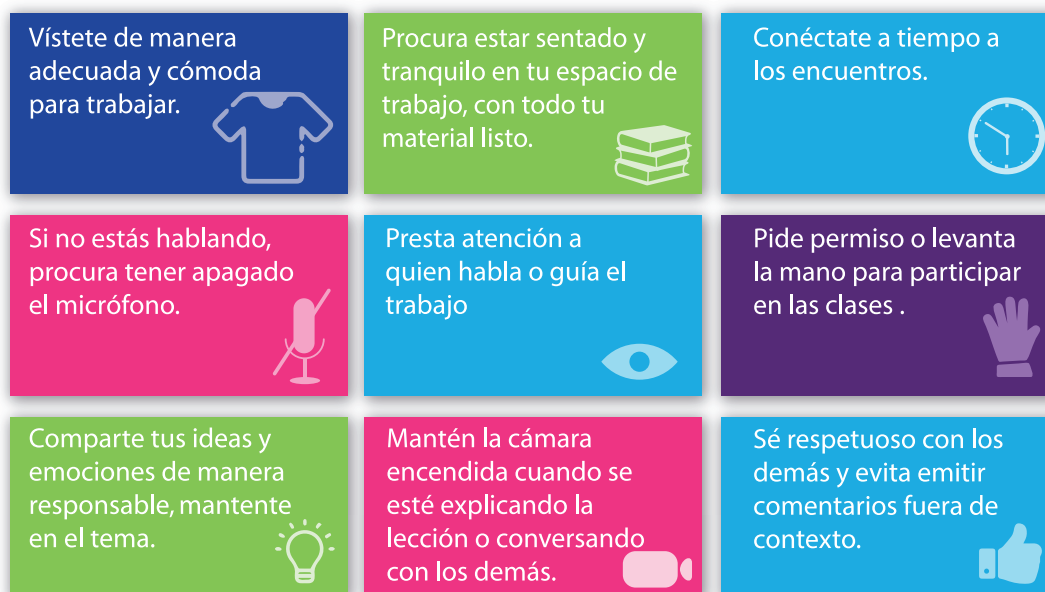 Vístete de manera
adecuada y cómoda
para trabajar.
Procura estar sentado y
tranquilo en tu espacio de
trabajo, con todo tu
material listo.
Conéctate a tiempo a
los encuentros.
Si no estás hablando,
procura tener apagado
el micrófono.
Presta atención a
quien habla o guía el
trabajo
Pide permiso o levanta
la mano para participar
en las clases .
Comparte tus ideas y
emociones de manera
responsable, mantente
en el tema.
Mantén la cámara
encendida cuando se
esté explicando la
lección o conversando
con los demás.
Sé respetuoso con los
demás y evita emitir
comentarios fuera de
contexto.